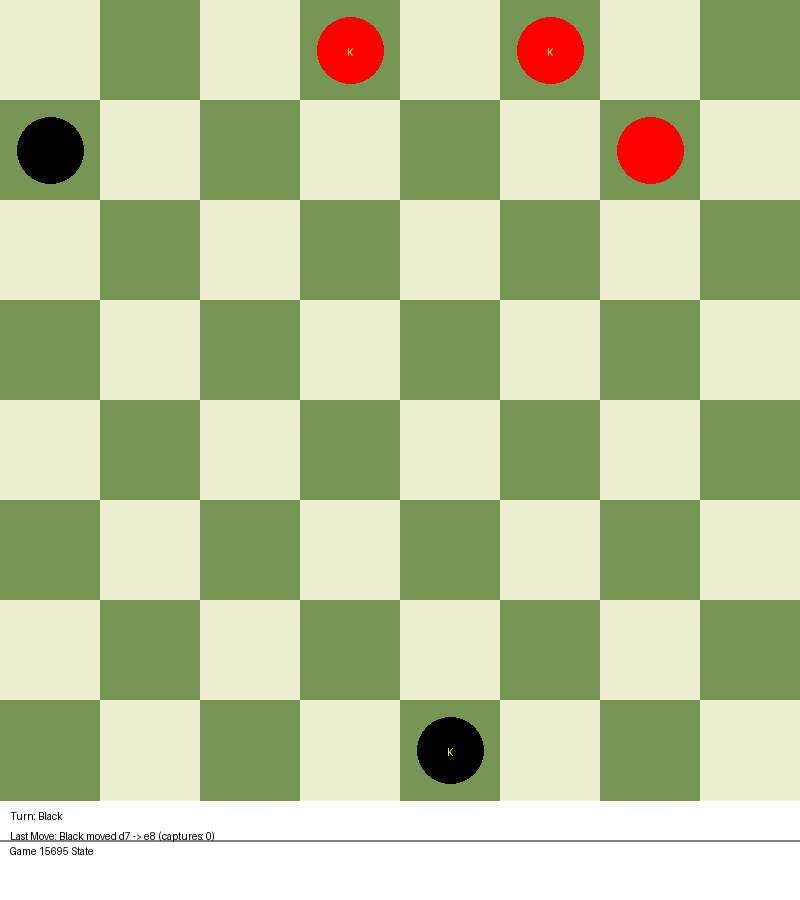 K K
K
Turn: Black
Last Move: Black moved d7 -> e8 (captures: 0)
Game 15695 State